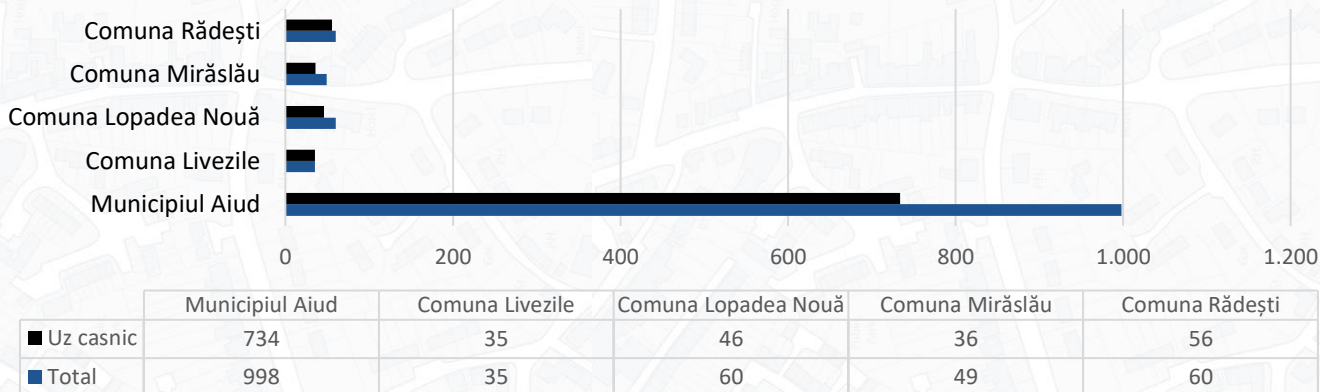 Comuna Rădești
Comuna Mirăslău
Comuna Lopadea Nouă
Comuna Livezile
Municipiul Aiud
0 200 400 600 800 1.000 1.200
Municipiul Aiud Comuna Livezile Comuna Lopadea Nouă Comuna Mirăslău Comuna Rădești
Uz casnic 734 35 46 36 56
Total 998 35 60 49 60